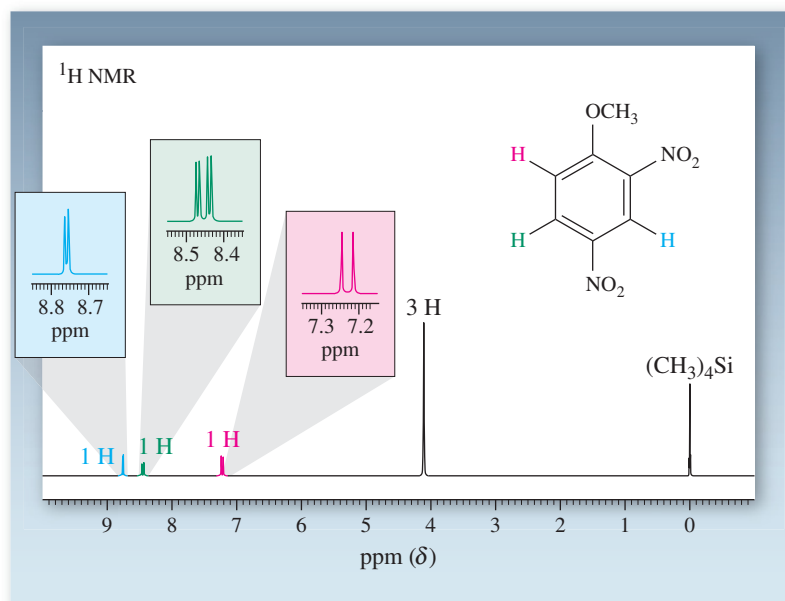 ¹H NMR
OCH₃
H
NO₂
H
H
NO₂
8.8 8.7
ppm
8.5 8.4
ppm
7.3 7.2
ppm
3 H
(CH₃)₄Si
1 H
1 H
1 H
9 8 7 6 5 4 3 2 1 0
ppm (δ)